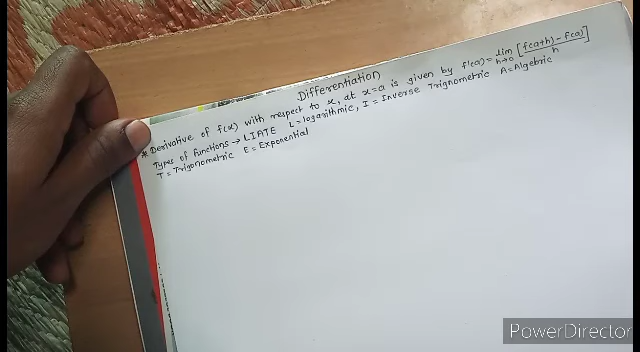 Differentiation
* Derivative of f(x) with respect to x, at x=a is given by f'(a)= lim h→0 [f(a+h)-f(a)/h]
Types of Functions → LIATE L=logarithmic, I = Inverse Trignometric A=Algebric
T=Trigonometric E=Exponential
PowerDirector